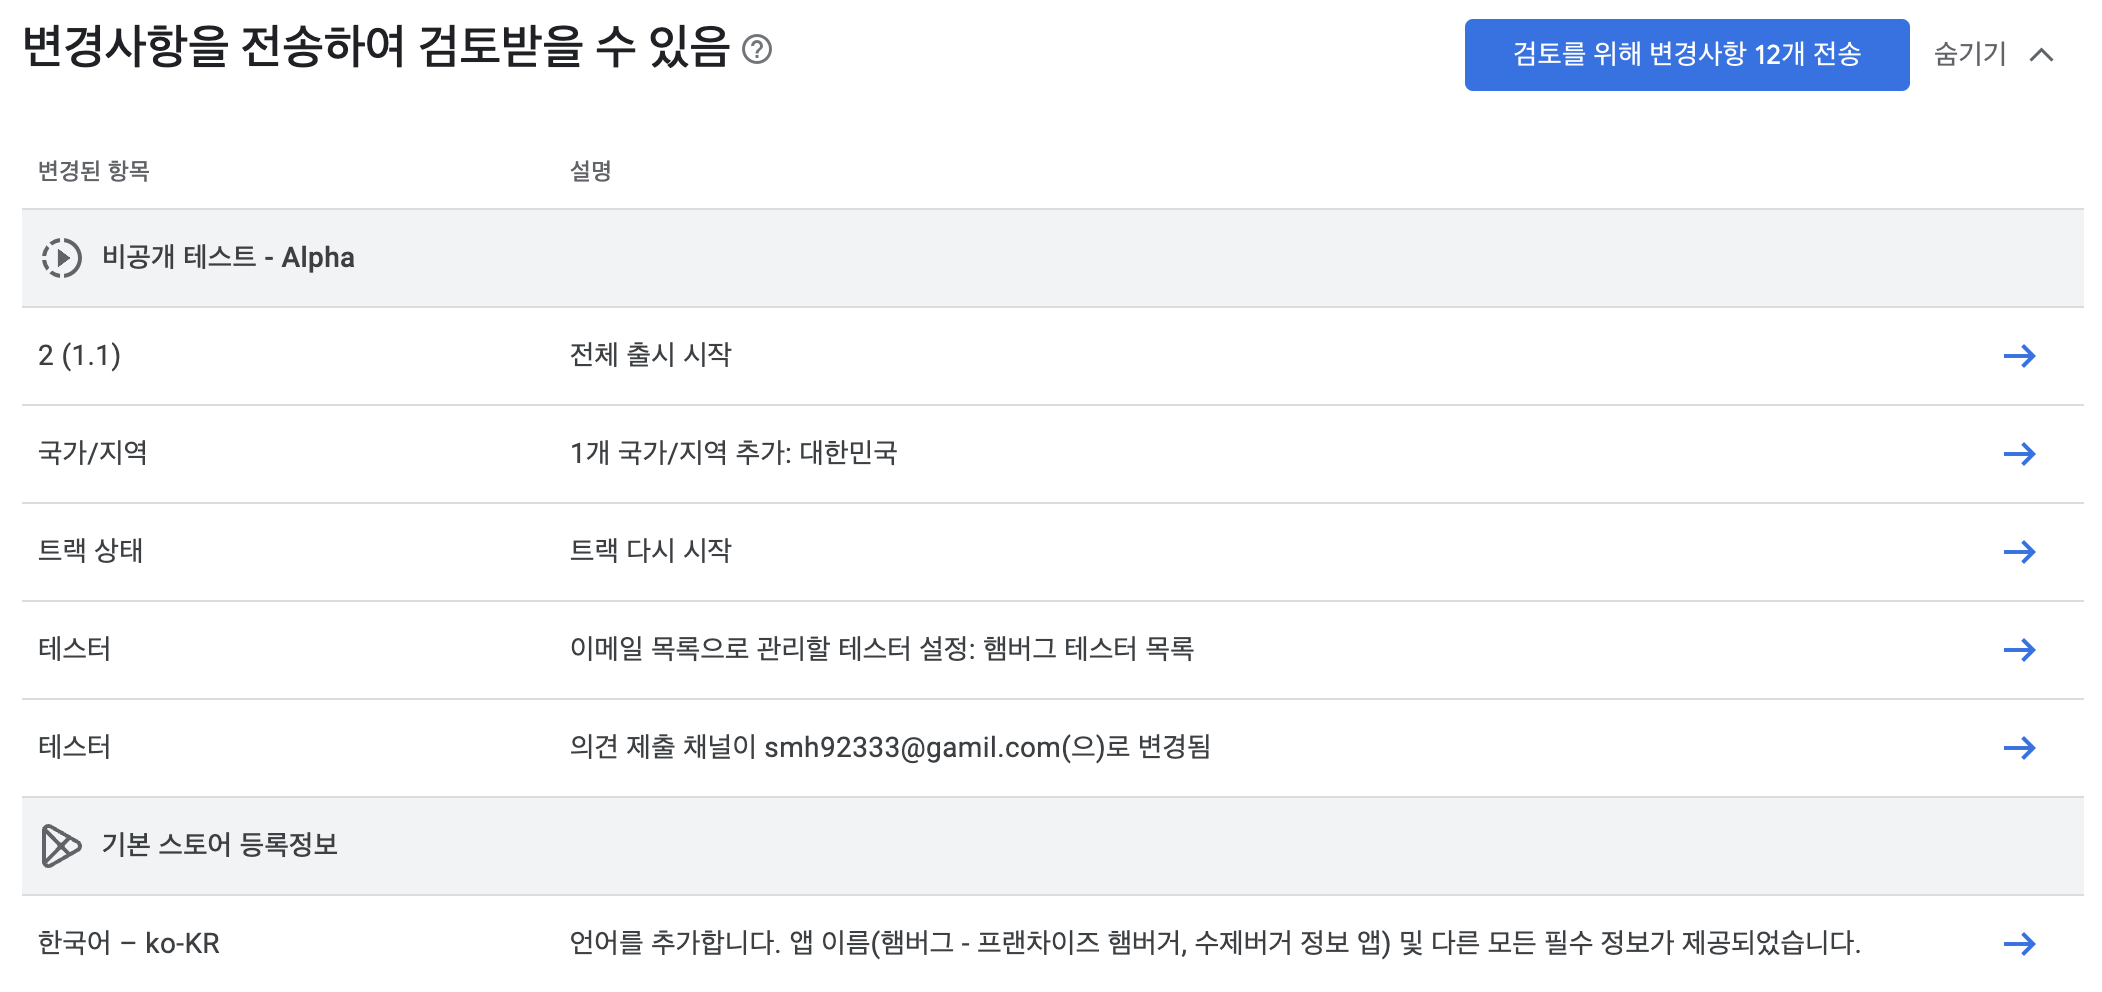 변경사항을 전송하여 검토받을 수 있음
검토를 위해 변경사항 12개 전송
숨기기
변경된 항목 설명
비공개 테스트 - Alpha
2 (1.1) 전체 출시 시작
국가/지역 1개 국가/지역 추가: 대한민국
트랙 상태 트랙 다시 시작
테스터 이메일 목록으로 관리할 테스터 설정: 햄버그 테스터 목록
테스터 의견 제출 채널이 smh92333@gamil.com(으)로 변경됨
기본 스토어 등록정보
한국어 – ko-KR 언어를 추가합니다. 앱 이름(햄버그 - 프랜차이즈 햄버거, 수제버거 정보 앱) 및 다른 모든 필수 정보가 제공되었습니다.